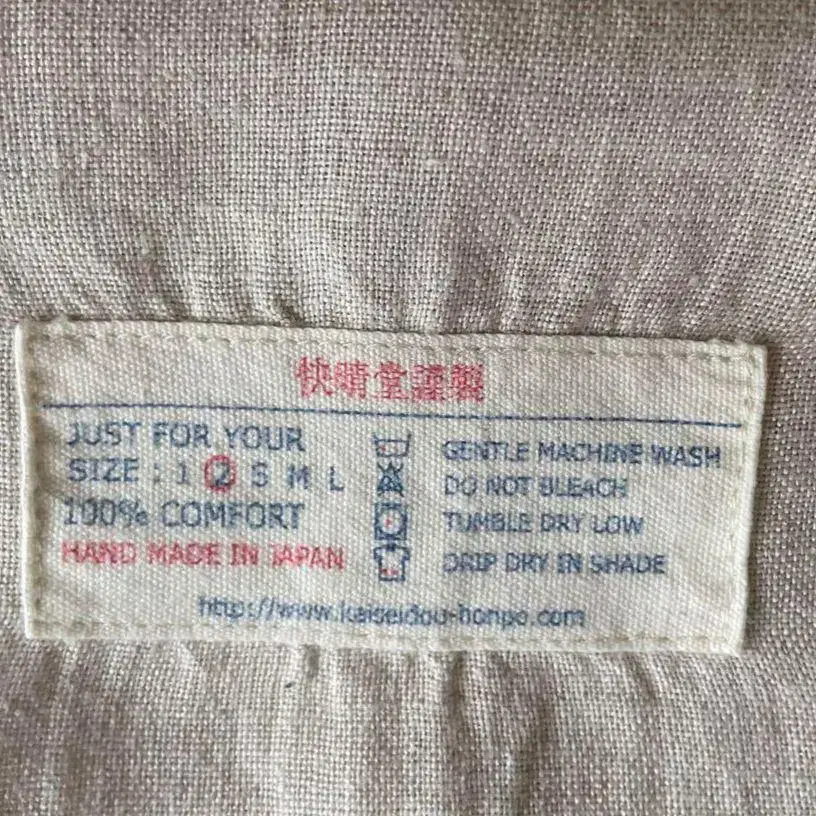 快晴堂謹製
JUST FOR YOUR
SIZE : 1 2 S M L
100% COMFORT
HAND MADE IN JAPAN
GENTLE MACHINE WASH
DO NOT BLEACH
TUMBLE DRY LOW
DRIP DRY IN SHADE
http://www.kaiseidou-honpo.com